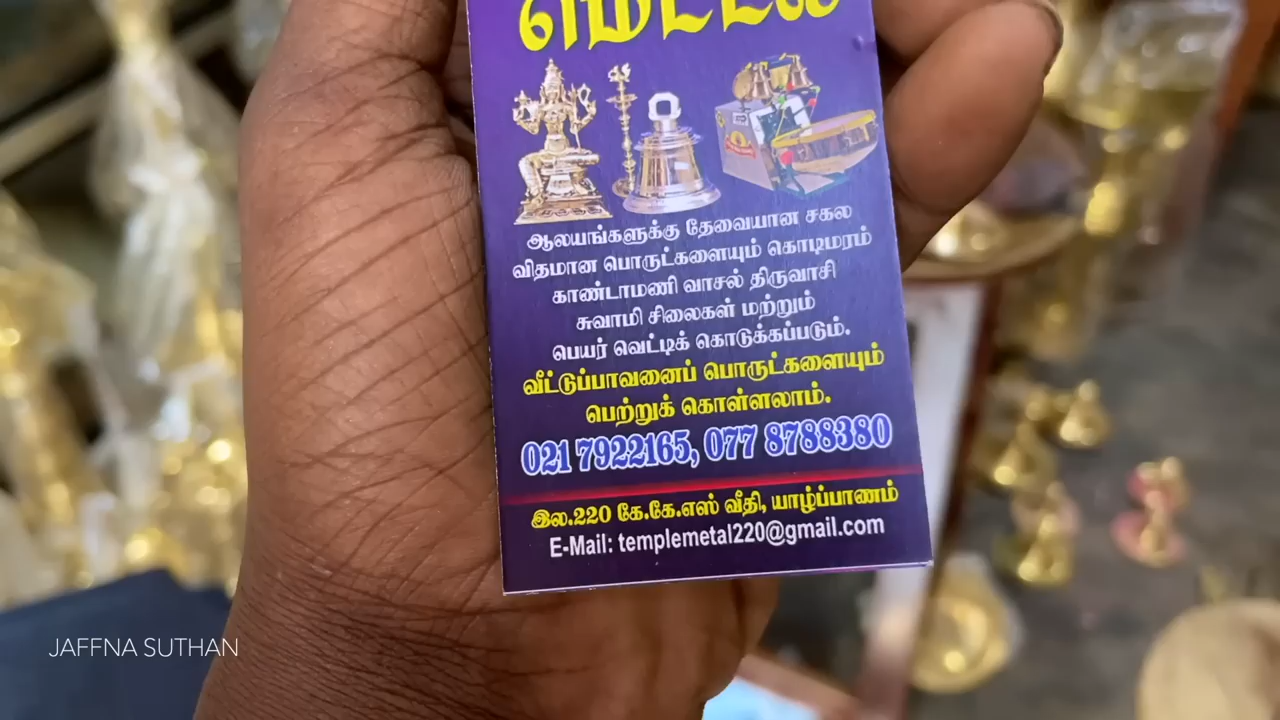 மெட்டல்
ஆலயங்களுக்கு தேவையான சகல
விதமான பொருட்களையும் கொடிமரம்
காண்டாமணி வாசல் திருவாசி
சுவாமி சிலைகள் மற்றும்
பெயர் வெட்டிக் கொடுக்கப்படும்.
வீட்டுப்பாவனைப் பொருட்களையும்
பெற்றுக் கொள்ளலாம்.
021 7922165, 077 8788380
இல.220 கே.கே.எஸ் வீதி, யாழ்ப்பாணம்
E-Mail: templemetal220@gmail.com
JAFFNA SUTHAN